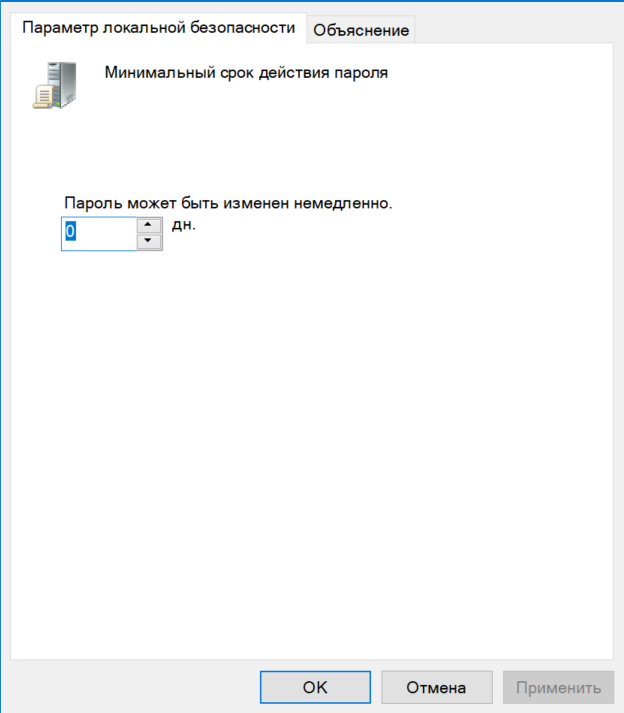 Параметр локальной безопасности
Объяснение
Минимальный срок действия пароля
Пароль может быть изменен немедленно.
0 дн.
OK
Отмена
Применить